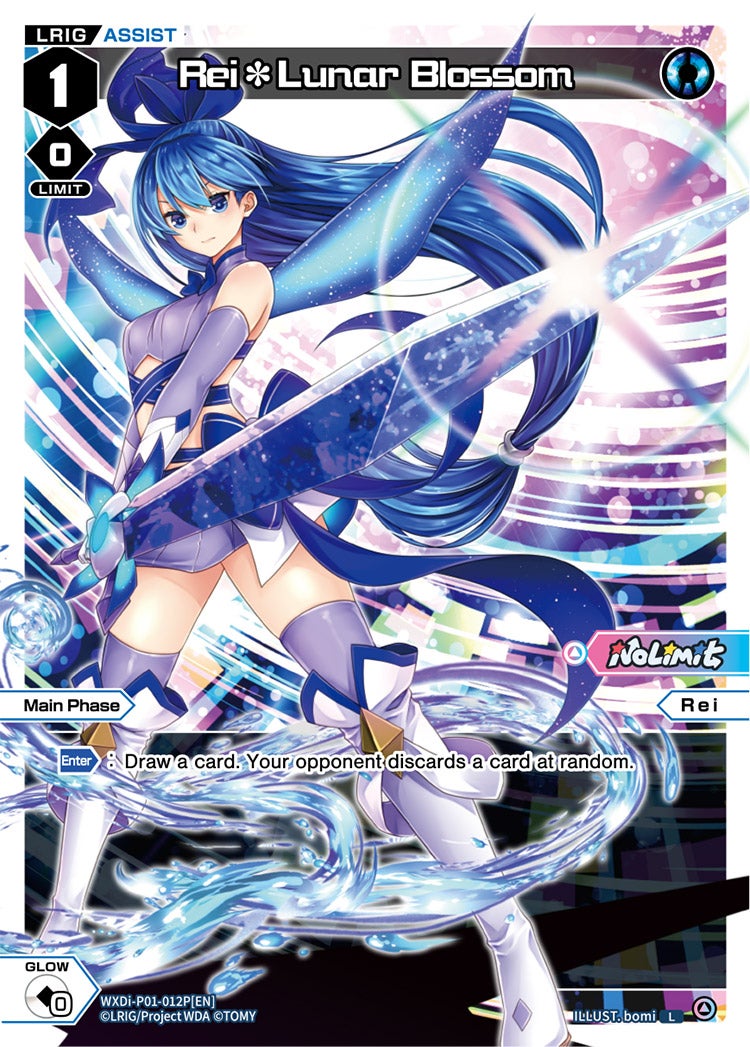 LRIG ASSIST
1
Rei＊Lunar Blossom
0
LIMIT
NoLimit
Main Phase
Rei
Enter : Draw a card. Your opponent discards a card at random.
GLOW
0
WXDi-P01-012P[EN]
©LRIG/Project WDA ©TOMY
ILLUST. bomi L